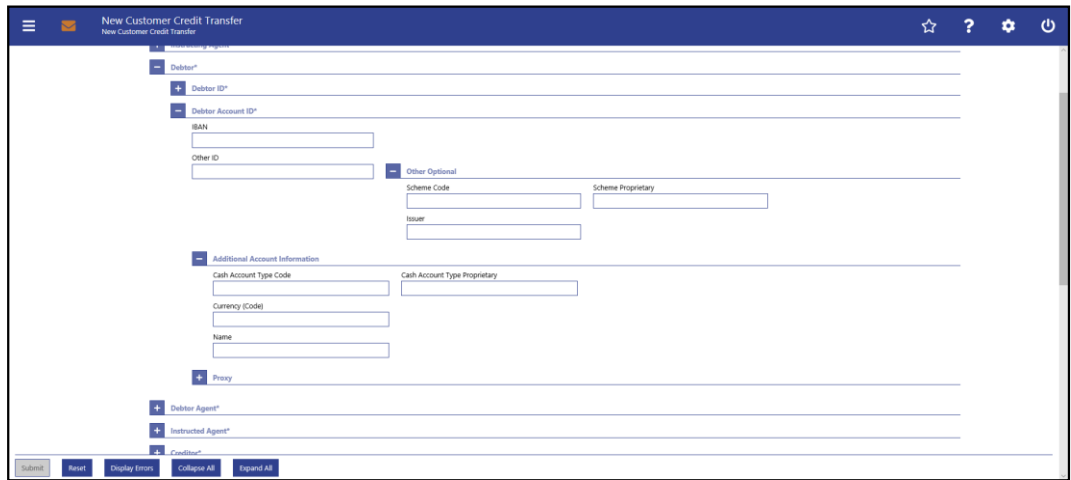 New Customer Credit Transfer
New Customer Credit Transfer
Instructing Agent
Debtor*
Debtor ID*
Debtor Account ID*
IBAN
Other ID
Other Optional
Scheme Code Scheme Proprietary
Issuer
Additional Account Information
Cash Account Type Code Cash Account Type Proprietary
Currency (Code)
Name
Proxy
Debtor Agent*
Instructed Agent*
Creditor*
Submit Reset Display Errors Collapse All Expand All